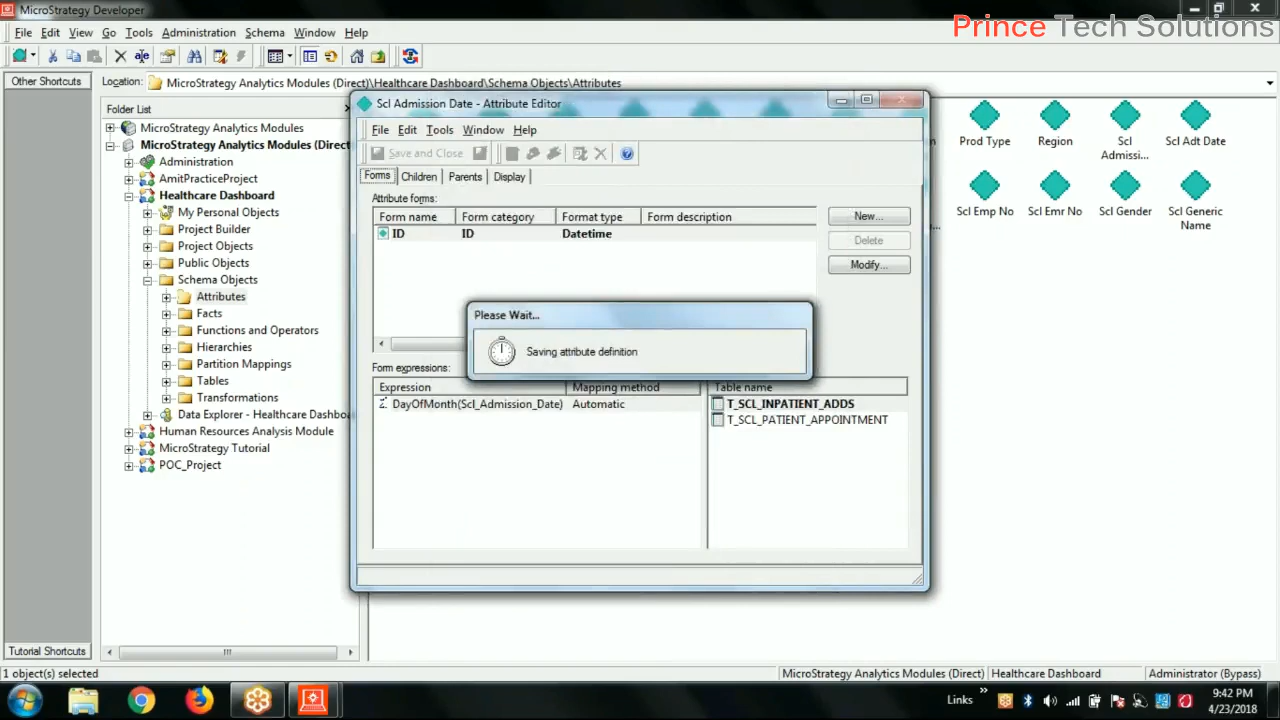 MicroStrategy Developer
Prince Tech Solutions
File Edit View Go Tools Administration Schema Window Help
Other Shortcuts
Location: MicroStrategy Analytics Modules (Direct)\Healthcare Dashboard\Schema Objects\Attributes
Folder List
MicroStrategy Analytics Modules
MicroStrategy Analytics Modules (Direct
Administration
AmitPracticeProject
Healthcare Dashboard
My Personal Objects
Project Builder
Project Objects
Public Objects
Schema Objects
Attributes
Facts
Functions and Operators
Hierarchies
Partition Mappings
Tables
Transformations
Data Explorer - Healthcare Dashboa
Human Resources Analysis Module
MicroStrategy Tutorial
POC_Project
Tutorial Shortcuts
Scl Admission Date - Attribute Editor
File Edit Tools Window Help
Save and Close
Forms Children Parents Display
Attribute forms:
Form name Form category Format type Form description
ID ID Datetime
New...
Delete
Modify...
Please Wait...
Saving attribute definition
Form expressions:
Expression Mapping method Table name
DayOfMonth(Scl_Admission_Date) Automatic T_SCL_INPATIENT_ADDS
T_SCL_PATIENT_APPOINTMENT
Prod Type Region Scl Admissi... Scl Adt Date
Scl Emp No Scl Emr No Scl Gender Scl Generic Name
1 object(s) selected
MicroStrategy Analytics Modules (Direct) Healthcare Dashboard Administrator (Bypass)
Links
9:42 PM
4/23/2018